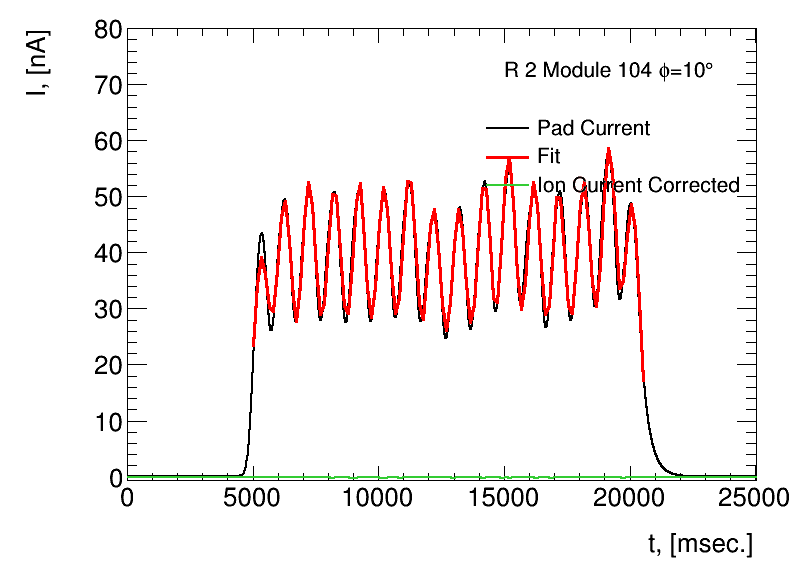 I, [nA]
80
70
60
50
40
30
20
10
0
R 2 Module 104 ϕ=10°
Pad Current
Fit
Ion Current Corrected
0 5000 10000 15000 20000 25000
t, [msec.]